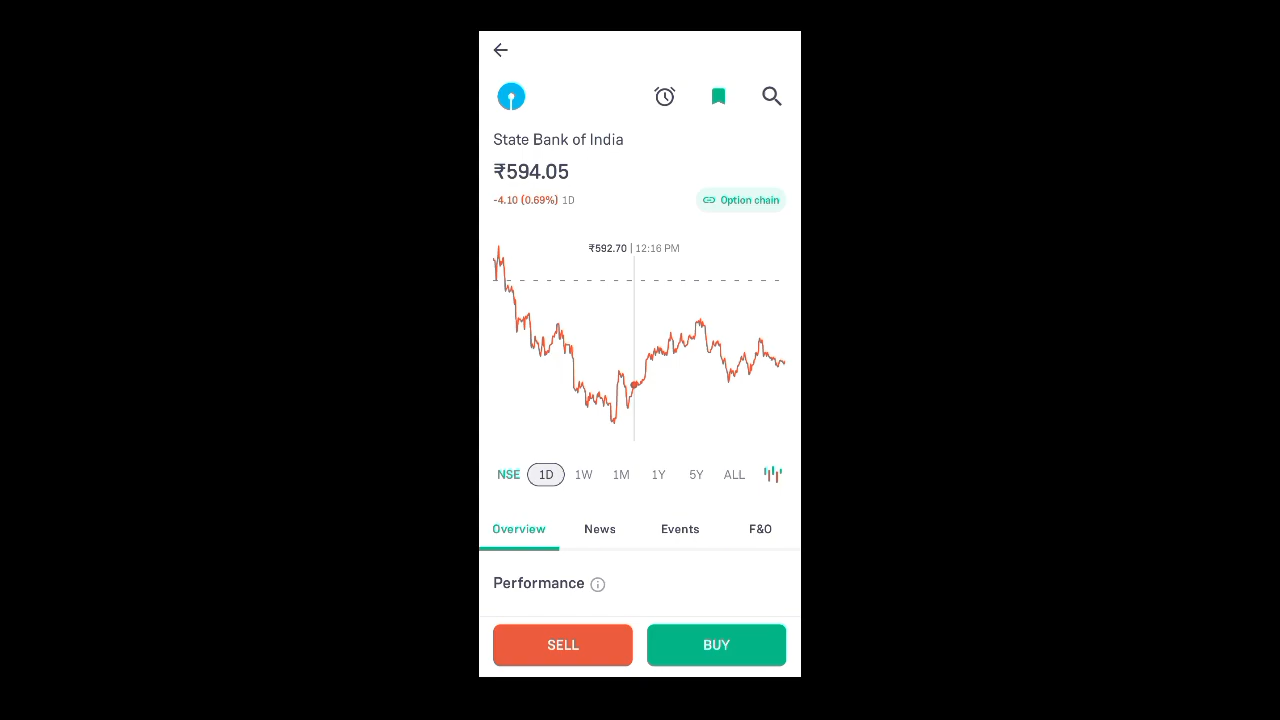 State Bank of India
₹594.05
-4.10 (0.69%) 1D
Option chain
₹592.70 | 12:16 PM
NSE 1D 1W 1M 1Y 5Y ALL
Overview News Events F&O
Performance
SELL BUY